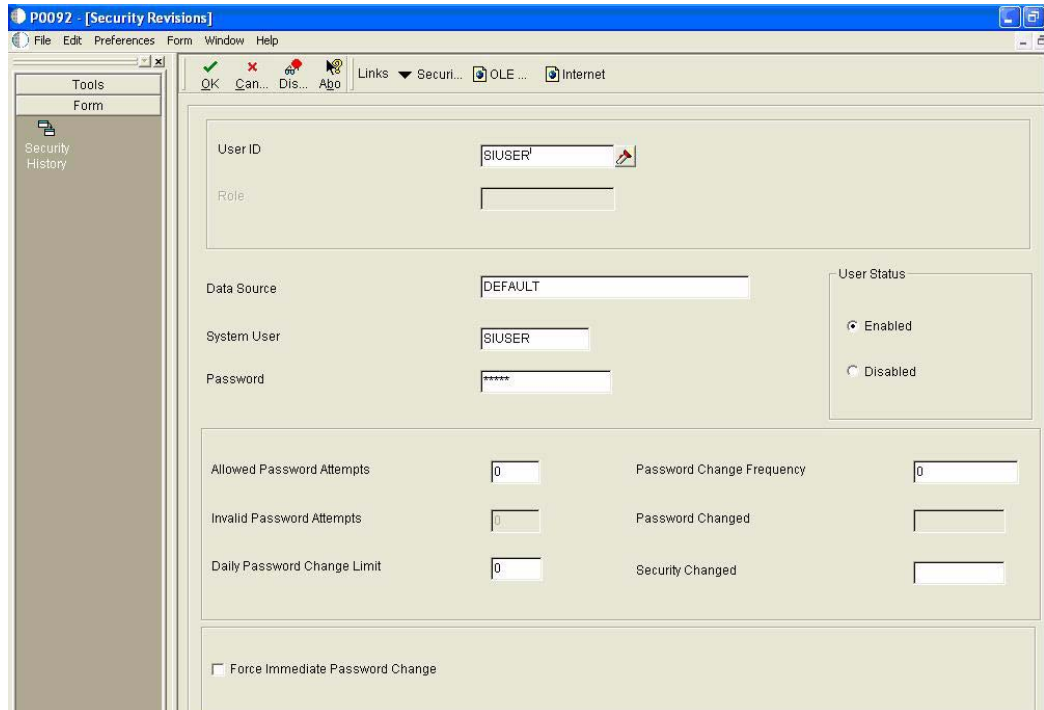 P0092 - [Security Revisions]
File Edit Preferences Form Window Help
OK Can... Dis... Abo Links Securi... OLE ... Internet
Tools
Form
Security
History
User ID SIUSER
Role
Data Source DEFAULT
User Status
System User SIUSER
Enabled
Password *****
Disabled
Allowed Password Attempts 0 Password Change Frequency 0
Invalid Password Attempts 0 Password Changed
Daily Password Change Limit 0 Security Changed
Force Immediate Password Change